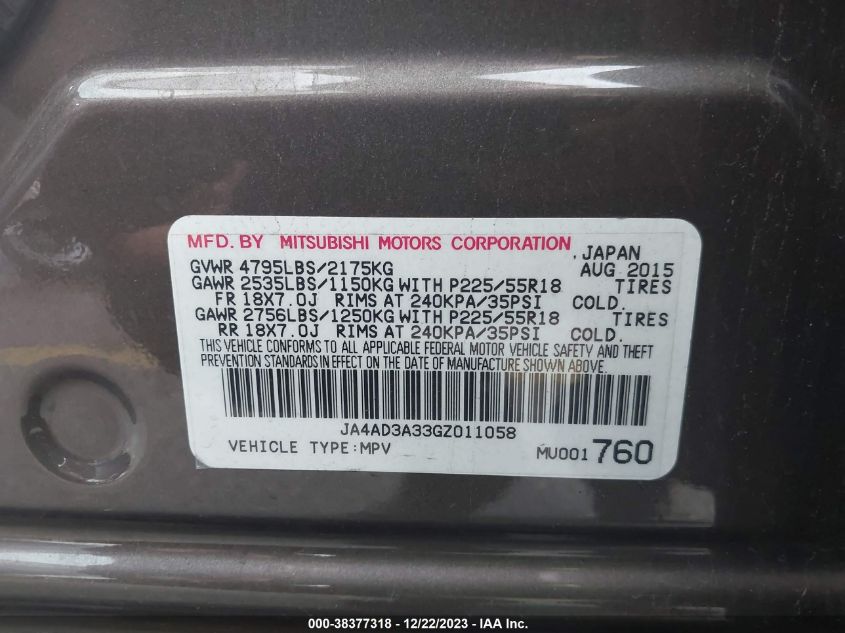 MFD. BY MITSUBISHI MOTORS CORPORATION , JAPAN
GVWR 4795LBS/2175KG AUG 2015
GAWR 2535LBS/1150KG WITH P225/55R18 TIRES
FR 18X7.0J RIMS AT 240KPA/35PSI COLD.
GAWR 2756LBS/1250KG WITH P225/55R18 TIRES
RR 18X7.0J RIMS AT 240KPA/35PSI COLD.
THIS VEHICLE CONFORMS TO ALL APPLICABLE FEDERAL MOTOR VEHICLE SAFETY AND THEFT
PREVENTION STANDARDS IN EFFECT ON THE DATE OF MANUFACTURE SHOWN ABOVE.
JA4AD3A33GZ011058
VEHICLE TYPE:MPV MU001760
000-38377318 - 12/22/2023 - IAA Inc.